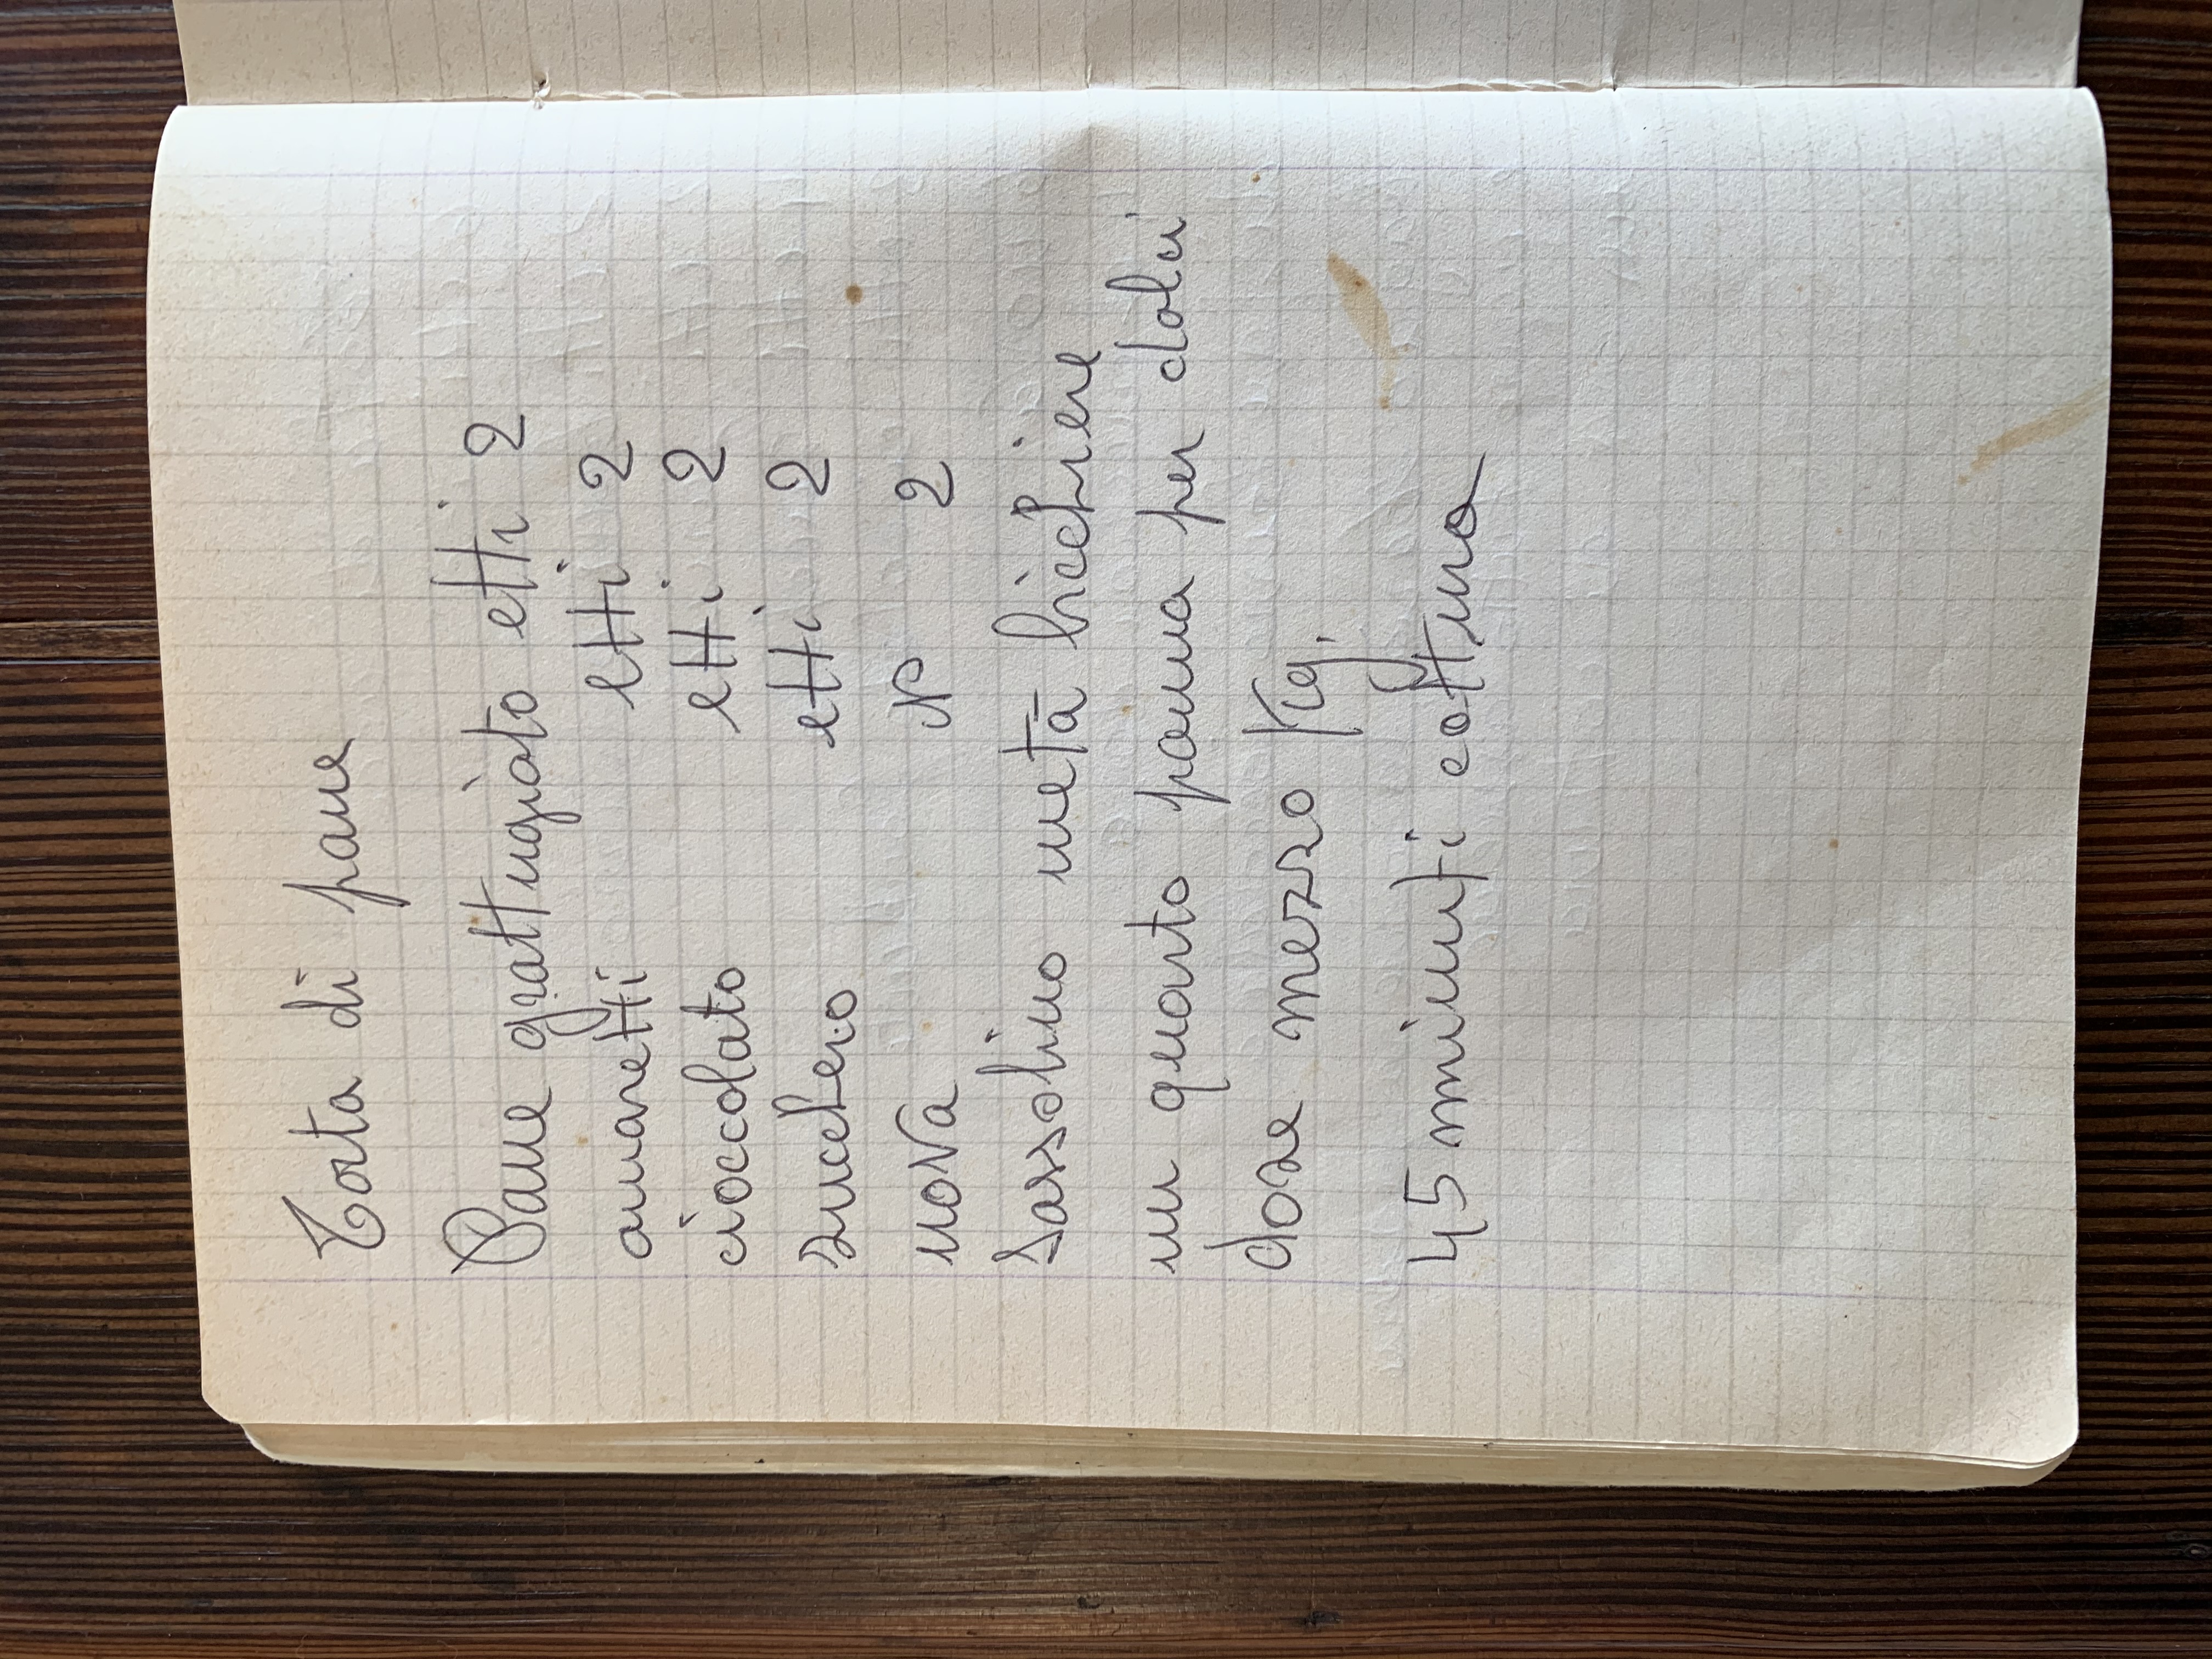 Torta di pane
Pane grattugiato etti 2
amaretti etti 2
cioccolato etti 2
zucchero etti 2
uova N° 2
Sassolino metà bicchiere
un quarto panna per dolci
dose mezzo Kg.
45 minuti cottura